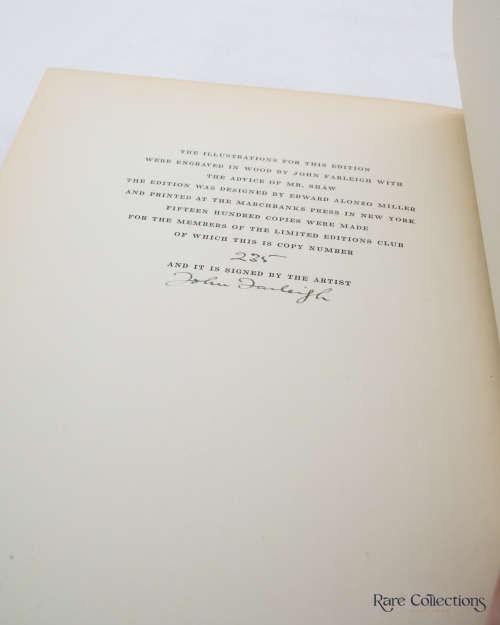 THE ILLUSTRATIONS FOR THIS EDITION
WERE ENGRAVED IN WOOD BY JOHN FARLEIGH WITH
THE ADVICE OF MR. SHAW
THE EDITION WAS DESIGNED BY EDWARD ALONZO MILLER
AND PRINTED AT THE MARCHBANKS PRESS IN NEW YORK
FIFTEEN HUNDRED COPIES WERE MADE
FOR THE MEMBERS OF THE LIMITED EDITIONS CLUB
OF WHICH THIS IS COPY NUMBER
235
AND IT IS SIGNED BY THE ARTIST
John Farleigh
Rare Collections